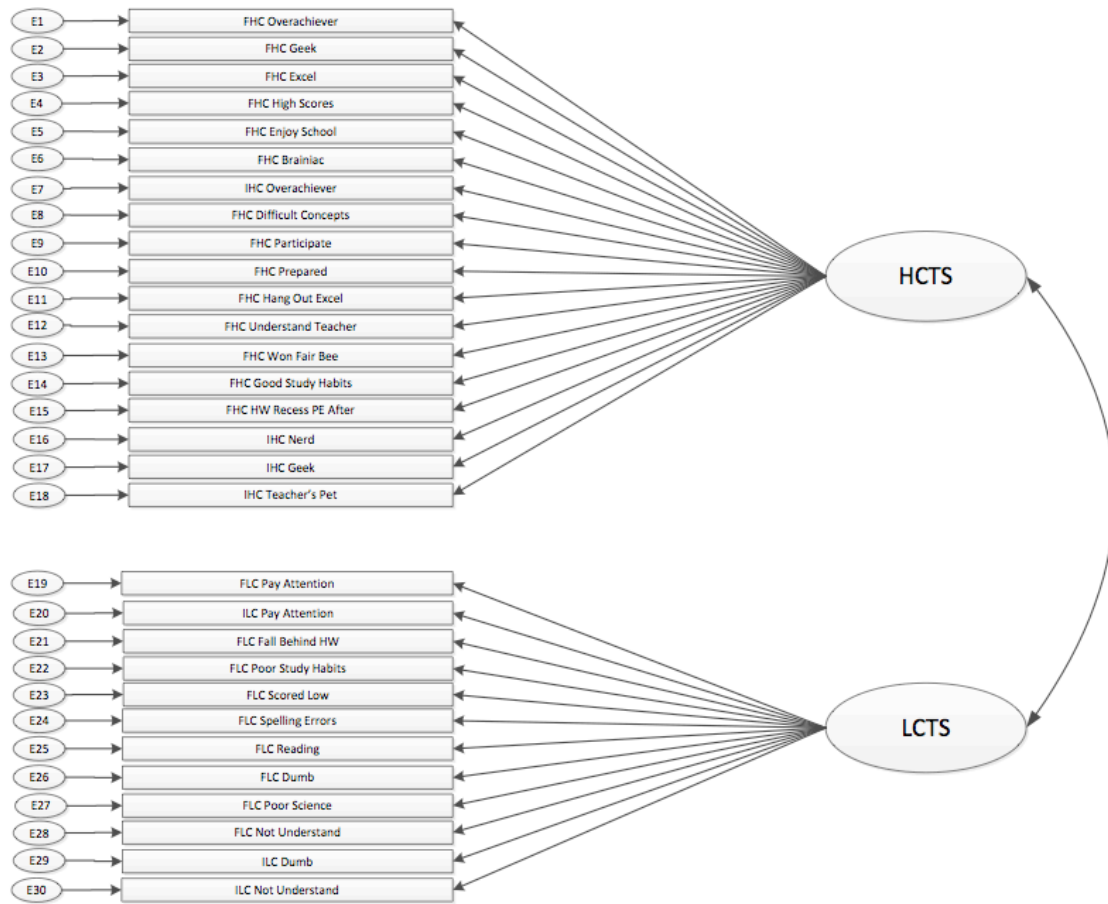 E1 FHC Overachiever
E2 FHC Geek
E3 FHC Excel
E4 FHC High Scores
E5 FHC Enjoy School
E6 FHC Brainiac
E7 IHC Overachiever
E8 FHC Difficult Concepts
E9 FHC Participate
E10 FHC Prepared
E11 FHC Hang Out Excel
E12 FHC Understand Teacher
E13 FHC Won Fair Bee
E14 FHC Good Study Habits
E15 FHC HW Recess PE After
E16 IHC Nerd
E17 IHC Geek
E18 IHC Teacher's Pet
HCTS
E19 FLC Pay Attention
E20 ILC Pay Attention
E21 FLC Fall Behind HW
E22 FLC Poor Study Habits
E23 FLC Scored Low
E24 FLC Spelling Errors
E25 FLC Reading
E26 FLC Dumb
E27 FLC Poor Science
E28 FLC Not Understand
E29 ILC Dumb
E30 ILC Not Understand
LCTS